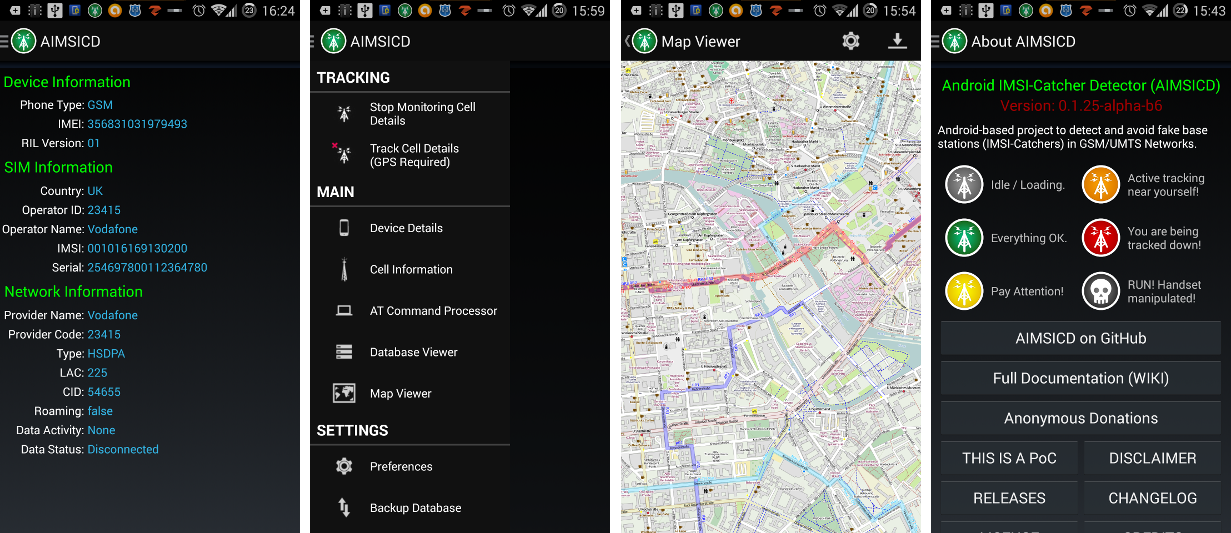 16:24
AIMSICD
Device Information
Phone Type: GSM
IMEI: 356831031979493
RIL Version: 01
SIM Information
Country: UK
Operator ID: 23415
Operator Name: Vodafone
IMSI: 001016169130200
Serial: 254697800112364780
Network Information
Provider Name: Vodafone
Provider Code: 23415
Type: HSDPA
LAC: 225
CID: 54655
Roaming: false
Data Activity: None
Data Status: Disconnected
15:59
AIMSICD
TRACKING
Stop Monitoring Cell
Details
Track Cell Details
(GPS Required)
MAIN
Device Details
Cell Information
AT Command Processor
Database Viewer
Map Viewer
SETTINGS
Preferences
Backup Database
15:54
Map Viewer
15:43
About AIMSICD
Android IMSI-Catcher Detector (AIMSICD)
Version: 0.1.25-alpha-b6
Android-based project to detect and avoid fake base
stations (IMSI-Catchers) in GSM/UMTS Networks.
Idle / Loading.
Active tracking
near yourself!
Everything OK.
You are being
tracked down!
Pay Attention!
RUN! Handset
manipulated!
AIMSICD on GitHub
Full Documentation (WIKI)
Anonymous Donations
THIS IS A PoC
DISCLAIMER
RELEASES
CHANGELOG